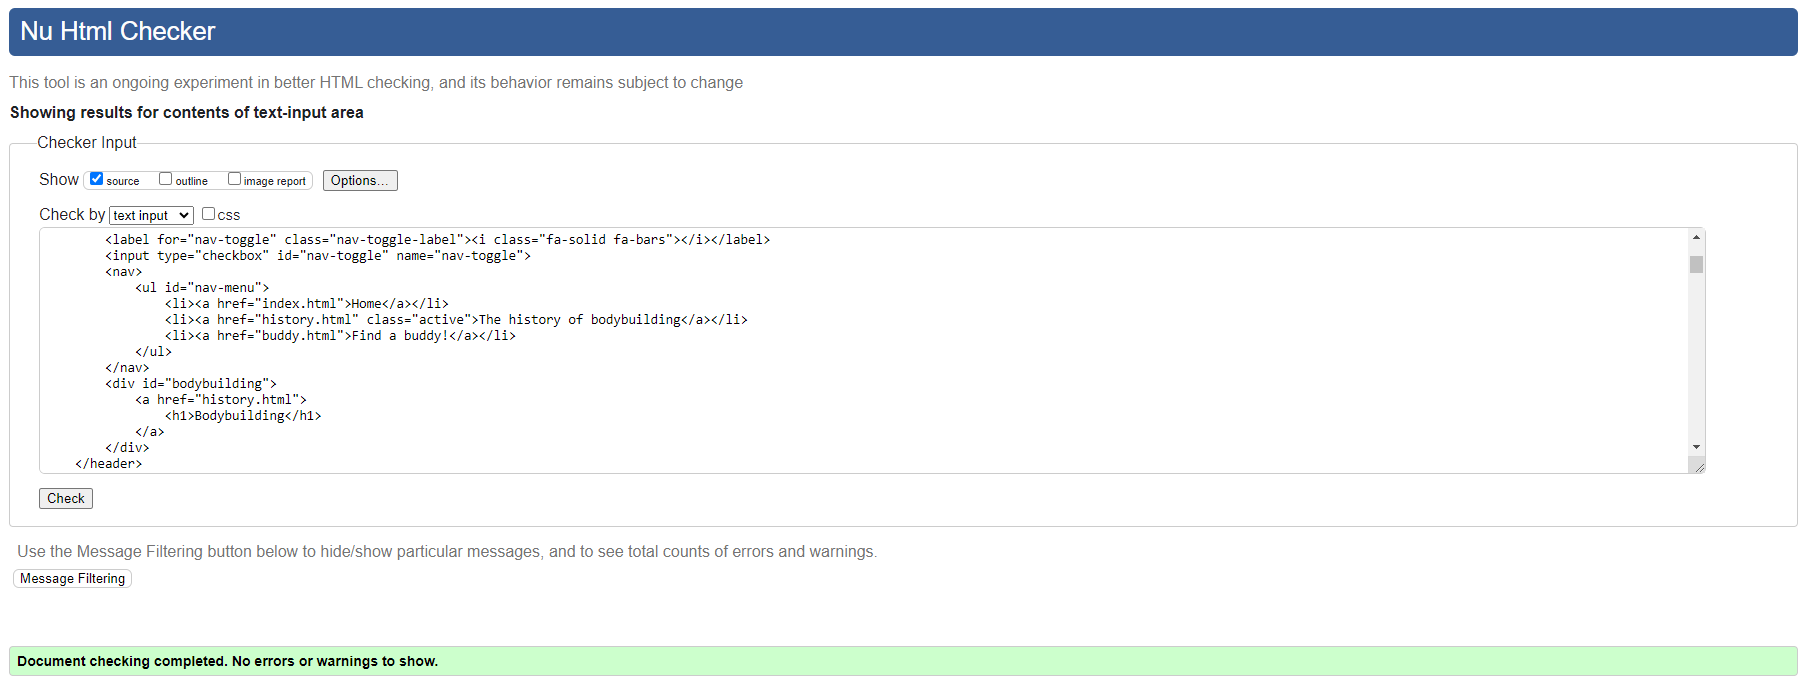 Nu Html Checker
This tool is an ongoing experiment in better HTML checking, and its behavior remains subject to change
Showing results for contents of text-input area
Checker Input
Show source outline image report Options...
Check by text input css
<label for="nav-toggle" class="nav-toggle-label"><i class="fa-solid fa-bars"></i></label>
<input type="checkbox" id="nav-toggle" name="nav-toggle">
<nav>
<ul id="nav-menu">
<li><a href="index.html">Home</a></li>
<li><a href="history.html" class="active">The history of bodybuilding</a></li>
<li><a href="buddy.html">Find a buddy!</a></li>
</ul>
</nav>
<div id="bodybuilding">
<a href="history.html">
<h1>Bodybuilding</h1>
</a>
</div>
</header>
Check
Use the Message Filtering button below to hide/show particular messages, and to see total counts of errors and warnings.
Message Filtering
Document checking completed. No errors or warnings to show.